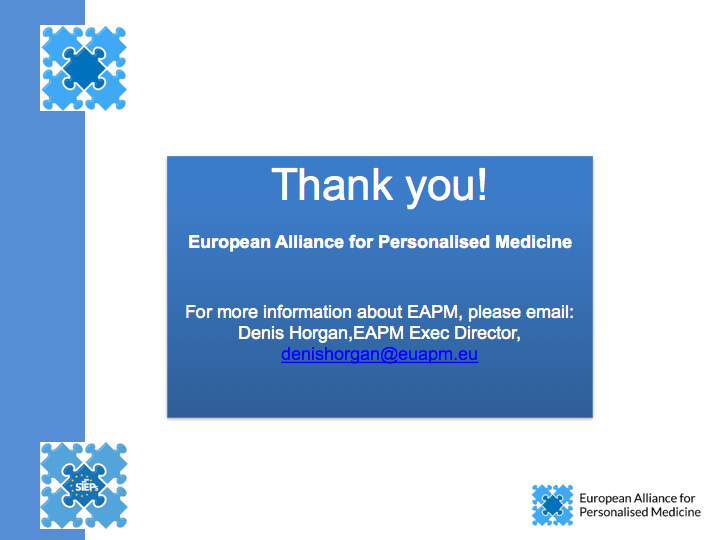 Thank you!
European Alliance for Personalised Medicine
For more information about EAPM, please email:
Denis Horgan,EAPM Exec Director,
denishorgan@euapm.eu
STEPs
European Alliance for
Personalised Medicine